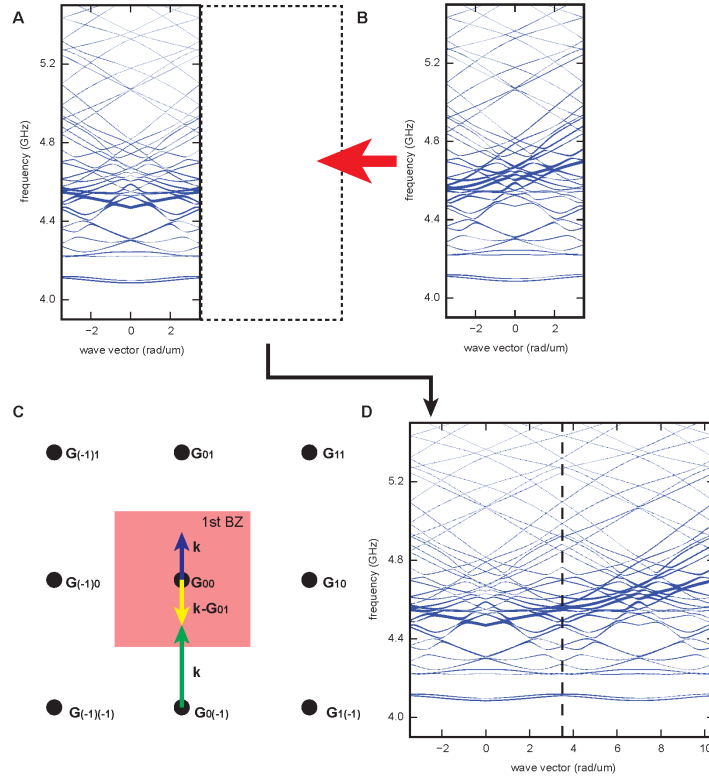 A
B
5.2
4.8
4.4
4.0
frequency (GHz)
−2
0
2
wave vector (rad/um)
5.2
4.8
4.4
4.0
frequency (GHz)
−2
0
2
wave vector (rad/um)
C
D
G(-1)1
G01
G11
1st BZ
k
G(-1)0
G00
G10
k-G01
k
G(-1)(-1)
G0(-1)
G1(-1)
5.2
4.8
4.4
4.0
frequency (GHz)
−2
0
2
4
6
8
10
wave vector (rad/um)